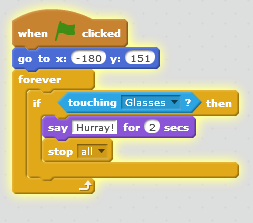 when clicked
go to x: -180 y: 151
forever
if touching Glasses ? then
say Hurray! for 2 secs
stop all